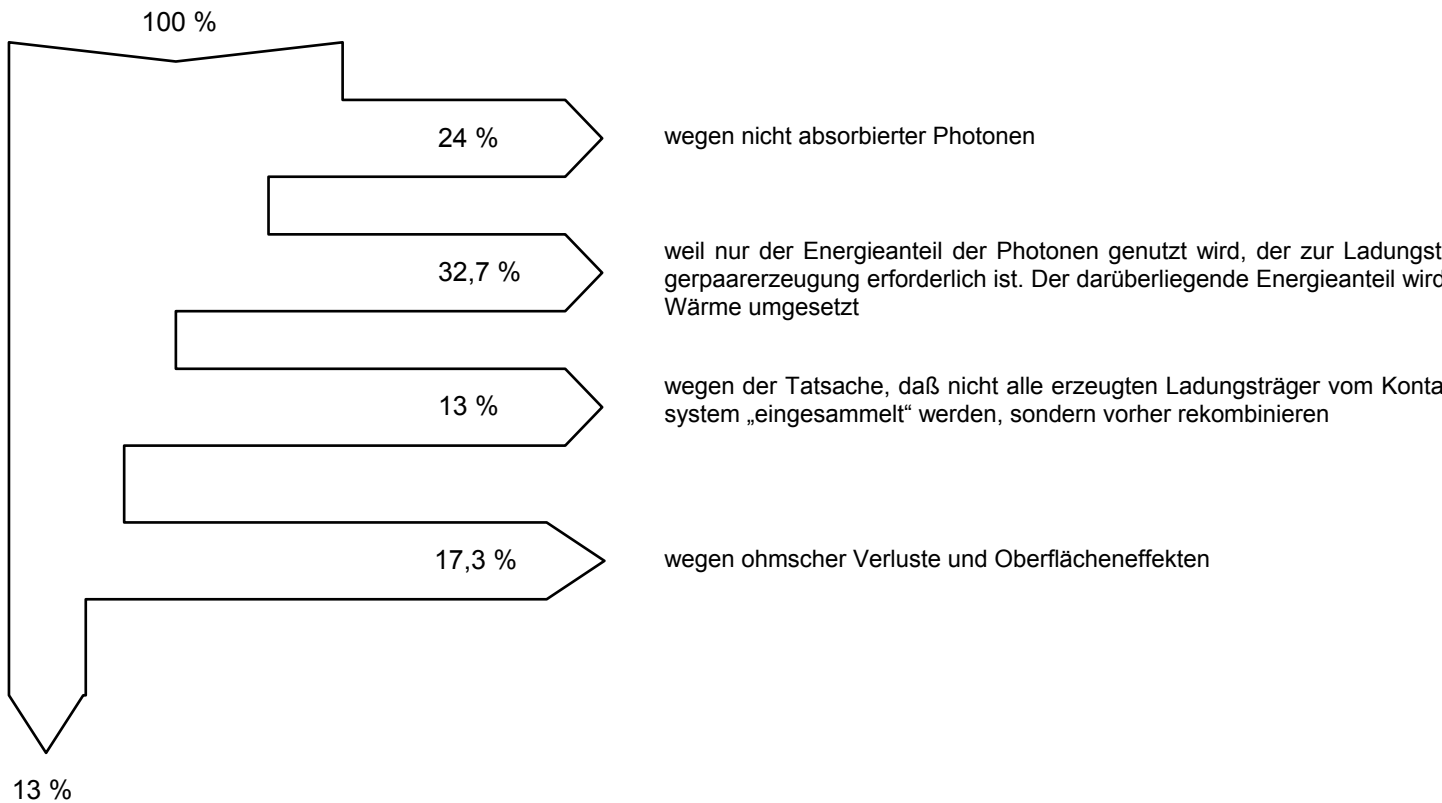 100 %
24 %
wegen nicht absorbierter Photonen
32,7 %
weil nur der Energieanteil der Photonen genutzt wird, der zur Ladungst
gerpaarerzeugung erforderlich ist. Der darüberliegende Energieanteil wird
Wärme umgesetzt
13 %
wegen der Tatsache, daß nicht alle erzeugten Ladungsträger vom Konta
system „eingesammelt“ werden, sondern vorher rekombinieren
17,3 %
wegen ohmscher Verluste und Oberflächeneffekten
13 %